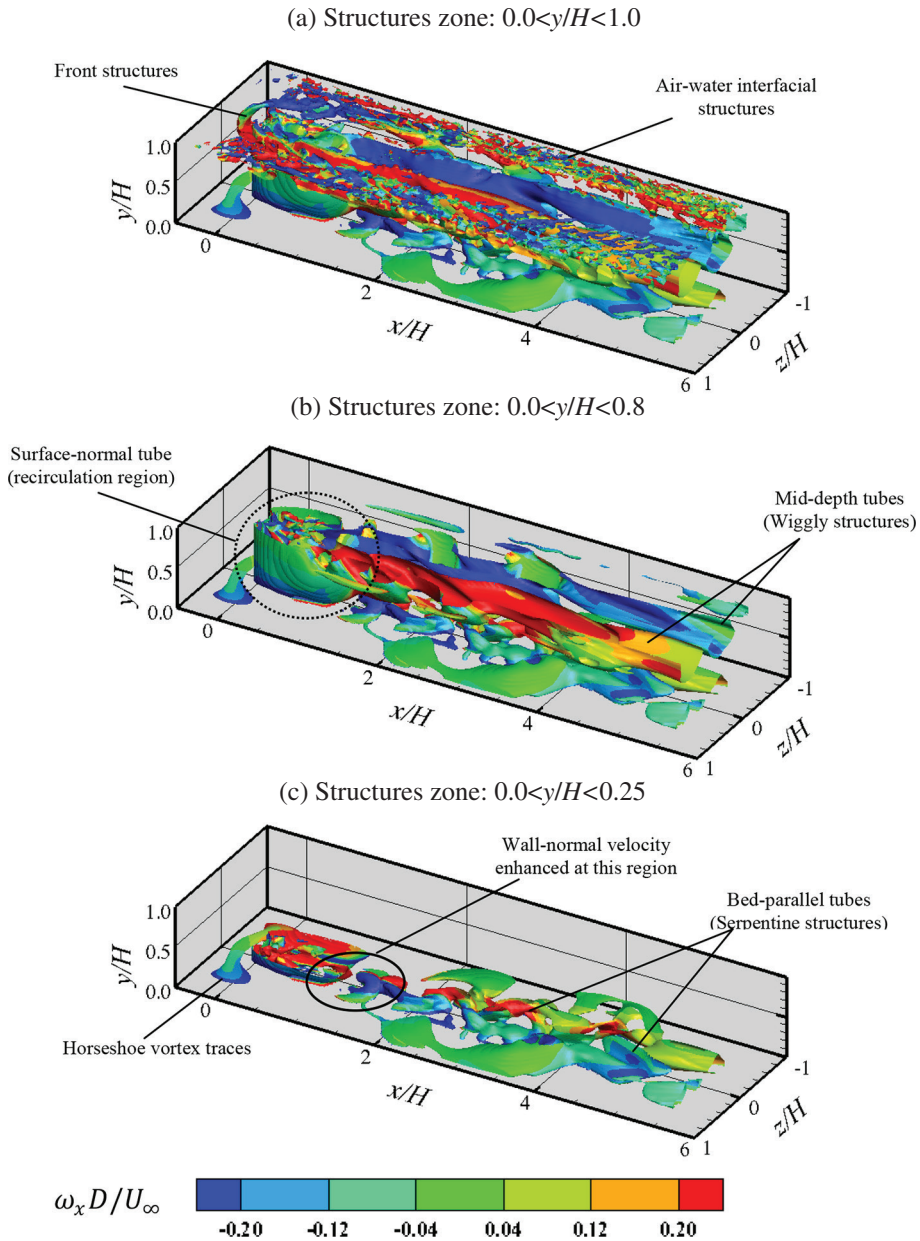 (a) Structures zone: 0.0<y/H<1.0
Front structures
Air-water interfacial
structures
1.0
0.5
0.0
y/H
0
2
4
6
x/H
1
0
-1
z/H
(b) Structures zone: 0.0<y/H<0.8
Surface-normal tube
(recirculation region)
Mid-depth tubes
(Wiggly structures)
1.0
0.5
0.0
y/H
0
2
4
6
x/H
1
0
-1
z/H
(c) Structures zone: 0.0<y/H<0.25
Wall-normal velocity
enhanced at this region
Bed-parallel tubes
(Serpentine structures)
1.0
0.5
0.0
y/H
0
2
4
6
x/H
1
0
-1
z/H
Horseshoe vortex traces
ω_x D/U_∞
-0.20 -0.12 -0.04 0.04 0.12 0.20